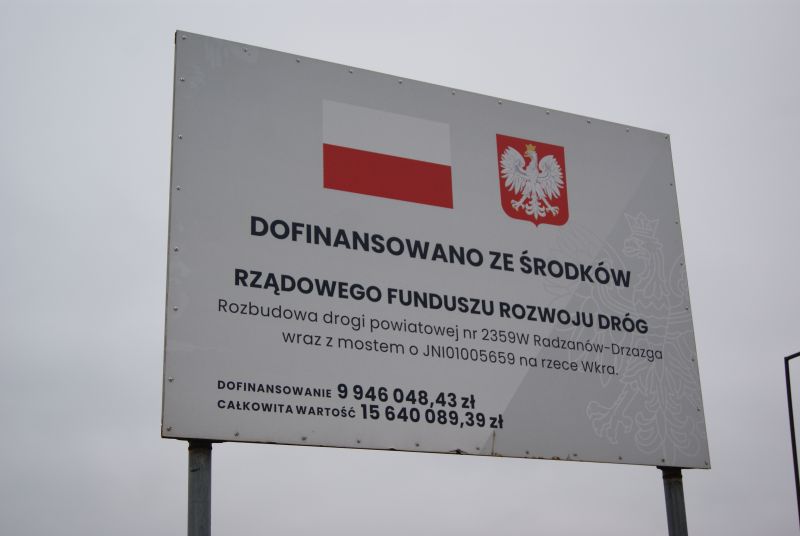 DOFINANSOWANO ZE ŚRODKÓW
RZĄDOWEGO FUNDUSZU ROZWOJU DRÓG
Rozbudowa drogi powiatowej nr 2359W Radzanów-Drzazga
wraz z mostem o JNI01005659 na rzece Wkra.
DOFINANSOWANIE 9 946 048,43 zł
CAŁKOWITA WARTOŚĆ 15 640 089,39 zł